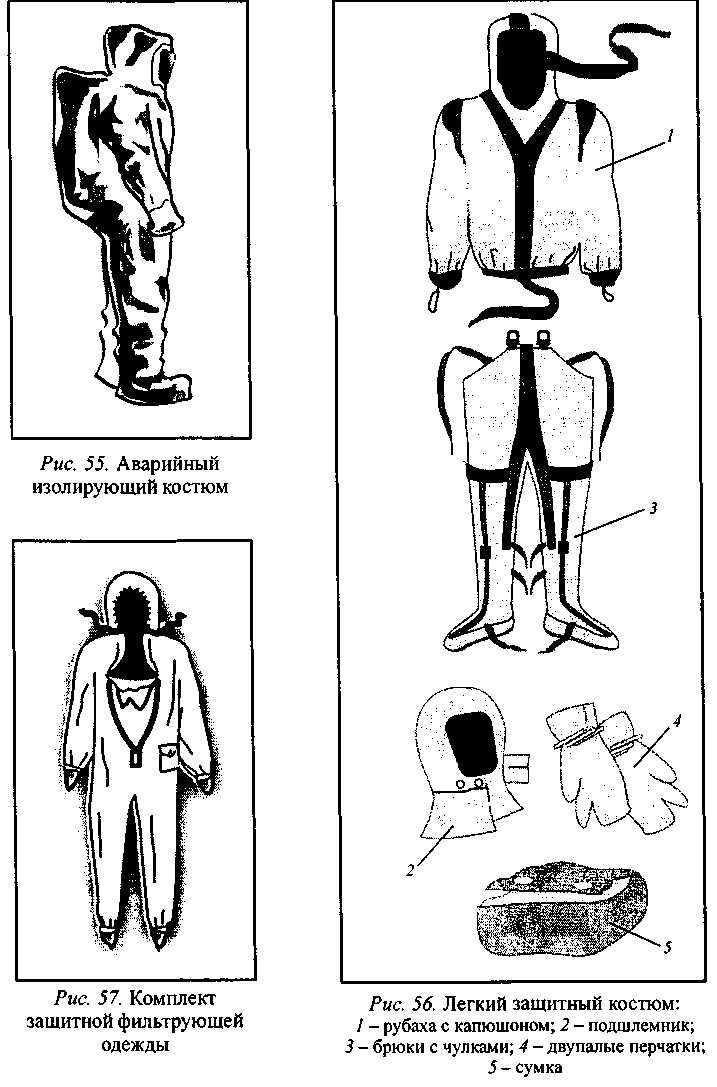 Рис. 55. Аварийный
изолирующий костюм
Рис. 57. Комплект
защитной фильтрующей
одежды
1
3
4
2
5
Рис. 56. Легкий защитный костюм:
1 – рубаха с капюшоном; 2 – подшлемник;
3 – брюки с чулками; 4 – двупалые перчатки;
5 – сумка